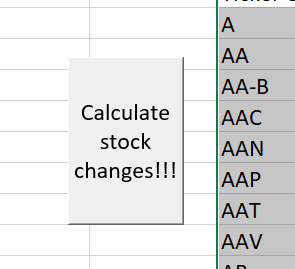 A
AA
AA-B
Calculate
stock
changes!!!
AAC
AAN
AAP
AAT
AAV